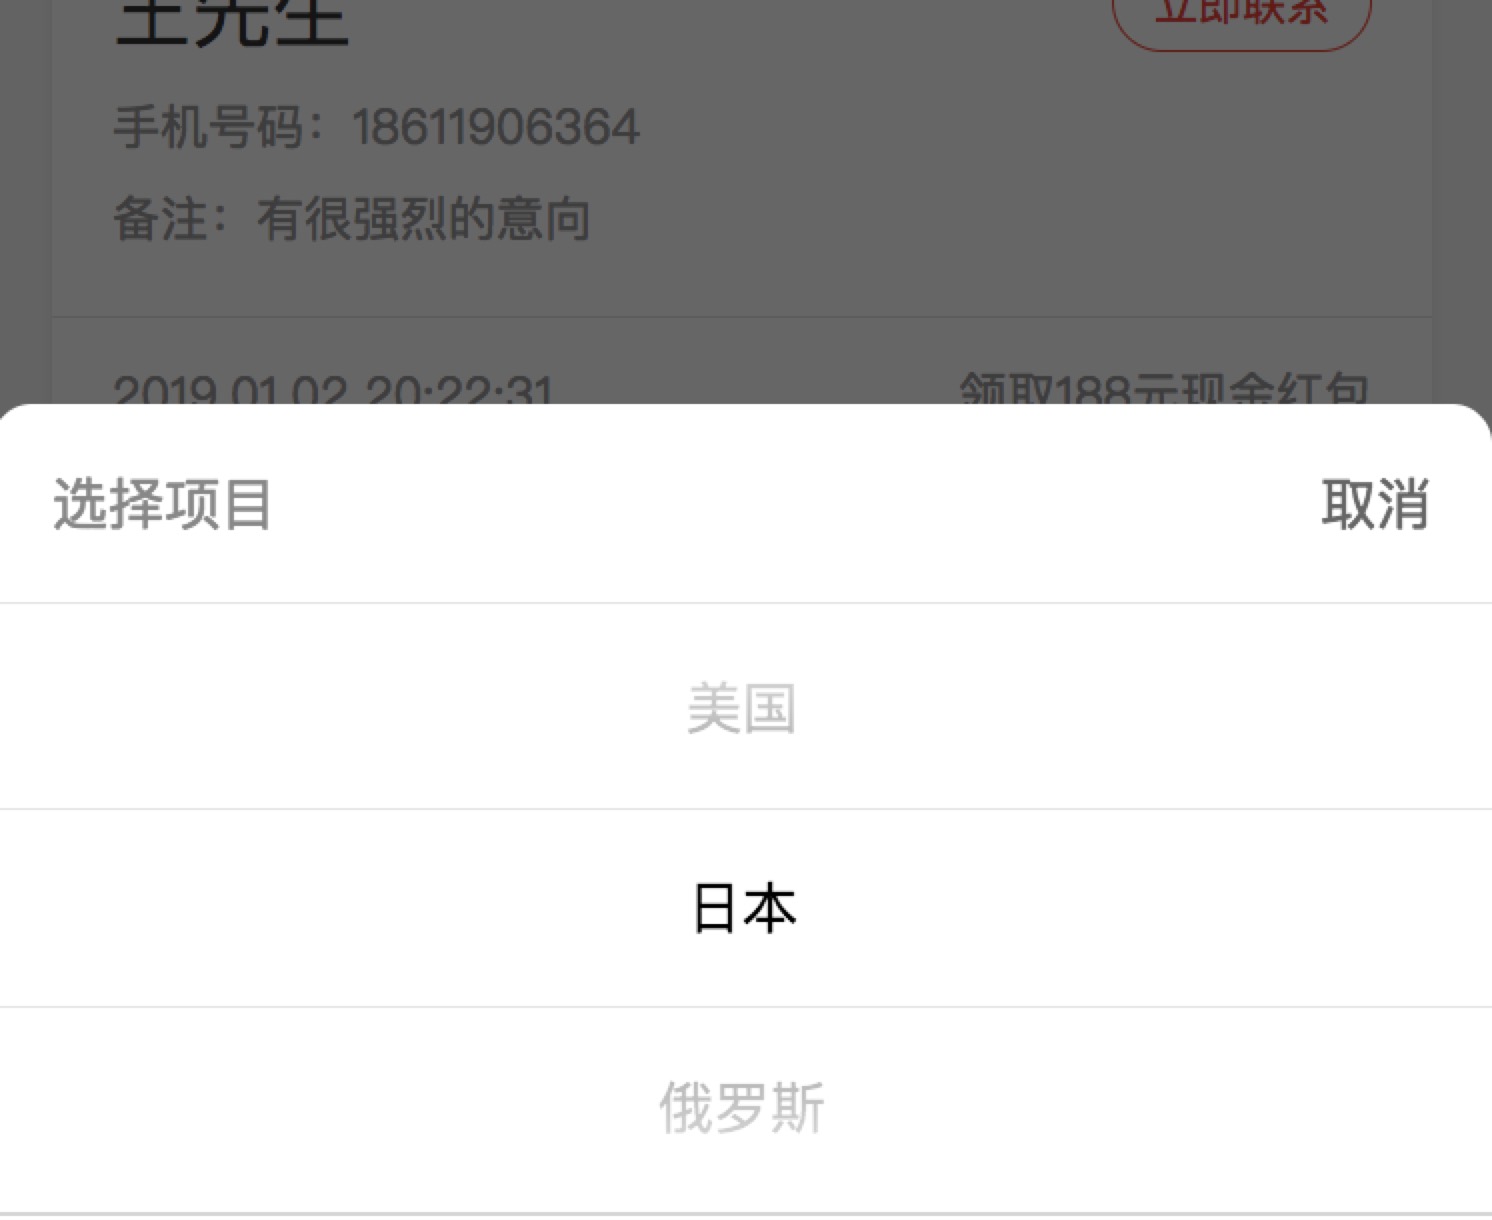 王先生
立即联系
手机号码：18611906364
备注：有很强烈的意向
2019.01.02 20:22:31
领取188元现金红包
选择项目
取消
美国
日本
俄罗斯